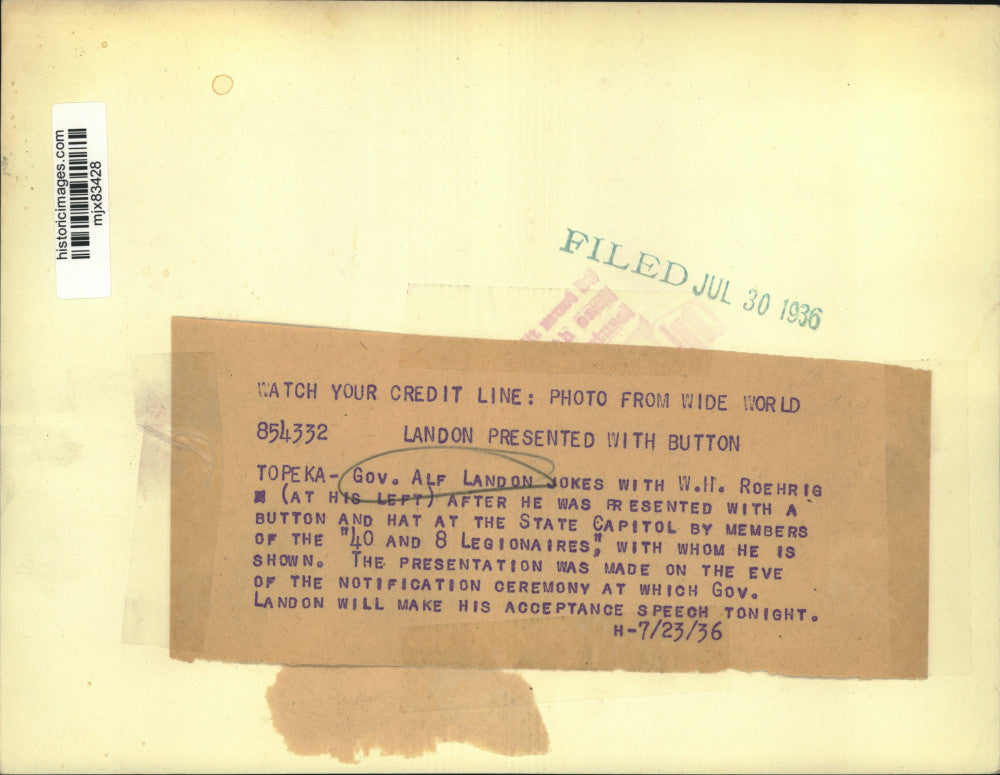 historicimages.com
mjx83428
FILED JUL 30 1936
WATCH YOUR CREDIT LINE: PHOTO FROM WIDE WORLD
854332 LANDON PRESENTED WITH BUTTON
TOPEKA- GOV. ALF LANDON JOKES WITH W.H. ROEHRIG
(AT HIS LEFT) AFTER HE WAS PRESENTED WITH A
BUTTON AND HAT AT THE STATE CAPITOL BY MEMBERS
OF THE "40 AND 8 LEGIONAIRES", WITH WHOM HE IS
SHOWN. THE PRESENTATION WAS MADE ON THE EVE
OF THE NOTIFICATION CEREMONY AT WHICH GOV.
LANDON WILL MAKE HIS ACCEPTANCE SPEECH TONIGHT.
H-7/23/36